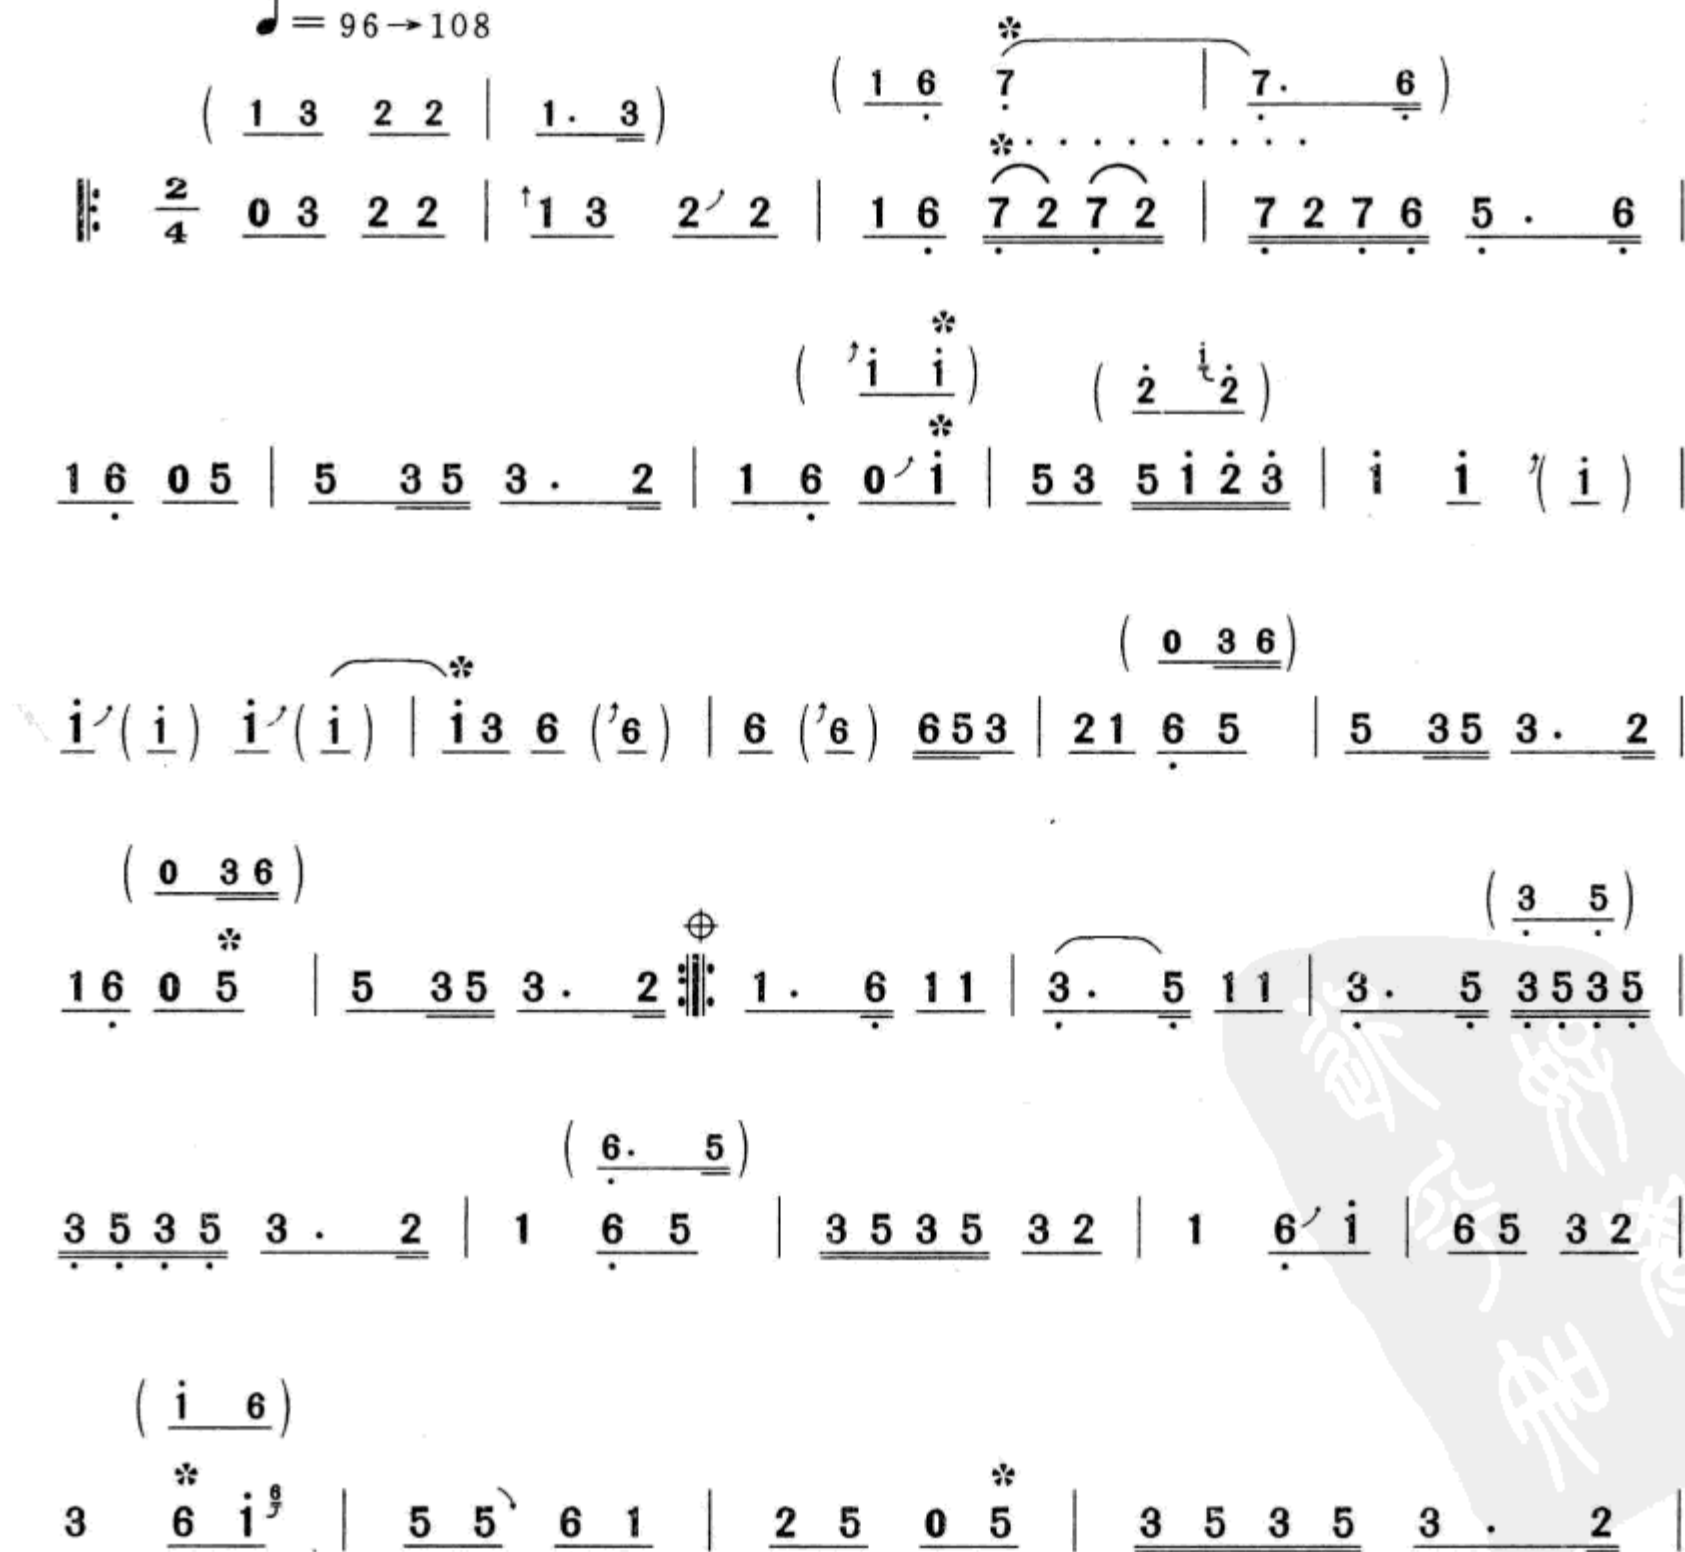 ♩= 96→108
( 1 3 2 2 | 1. 3 ) ( 1 6̣ 7̣ | 7̣. 6̣ )
‖: 2/4 0 3 2 2 | 1 3 2 2 | 1 6̣ 7̣ 2 7̣ 2 | 7̣ 2 7̣ 6̣ 5̣ . 6̣ |
( i i ) ( 2̇ i 2̇ )
1 6̣ 0 5 | 5 3 5 3 . 2 | 1 6̣ 0 i | 5 3 5 i 2̇ 3̇ | i i ( i ) |
( 0 3 6 )
i ( i ) i ( i ) | i 3 6 ( 6 ) | 6 ( 6 ) 6 5 3 | 2 1 6̣ 5 | 5 3 5 3 . 2 |
( 0 3 6 ) ( 3̣ 5̣ )
1 6̣ 0 5 | 5 3 5 3 . 2 :‖: 1 . 6̣ 1 1 | 3̣ . 5̣ 1 1 | 3̣ . 5̣ 3̣ 5̣ 3̣ 5̣ |
( 6̣. 5 )
3̣ 5̣ 3̣ 5̣ 3 . 2 | 1 6̣ 5 | 3 5 3 5 3 2 | 1 6̣ i | 6 5 3 2 |
( i 6 )
3 6 i 6 | 5 5 6 1 | 2 5 0 5 | 3 5 3 5 3 . 2 |